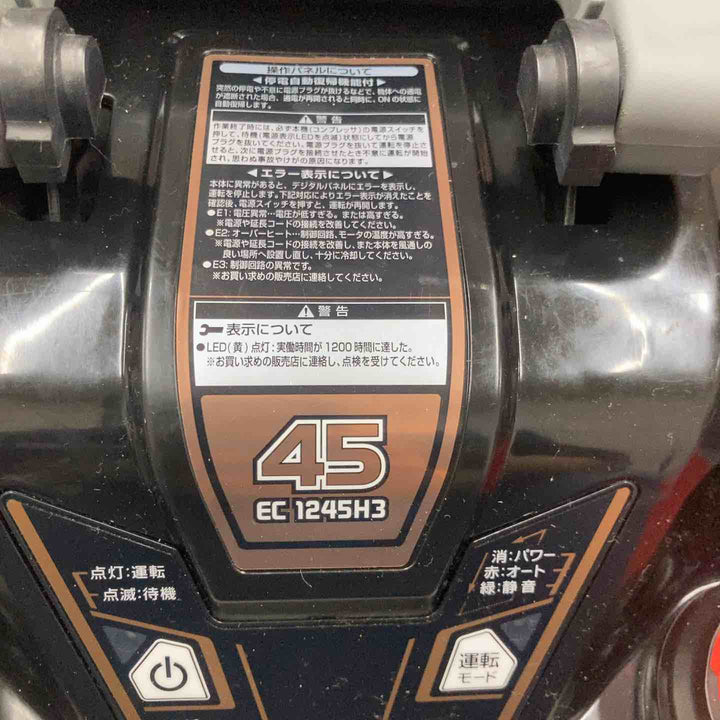 操作パネルについて
◀停電自動復帰機能付▶
突然の停電や不意に電源プラグが抜けるなどで、機体への通電
が遮断された場合、通電が再開されると同時に、ONの状態に
自動復帰します。
⚠警告
作業終了時には、必ず本機(コンプレッサ)の電源スイッチを
押して、待機(電源表示LEDを点滅)状態にしてから電源
プラグを抜いてください。電源プラグを抜いて運転を停止さ
せると、次に電源プラグを接続させたとき不意に運転が開始
され、思わぬ事故やけがの原因になります。
◀エラー表示について▶
本体に異常があると、デジタルパネルにエラーを表示し、
運転を停止します。下記対応によりエラー表示が消えたことを
確認後、電源スイッチを押すと、運転が再開します。
●E1:電圧異常…電圧が低すぎる。または高すぎる。
※電源や延長コードの接続を改善してください。
●E2:オーバーヒート…制御回路、モータの温度が高すぎる。
※電源や延長コードの接続を改善し、また本体を風通しの
良い場所へ設置し直し、十分に冷却してください。
●E3:制御回路の異常です。
※お買い求めの販売店に連絡してください。
⚠警告
表示について
●LED(黄)点灯:実働時間が1200時間に達した。
※お買い求めの販売店に連絡し、点検を受けてください。
45
EC 1245H3
点灯:運転
点滅:待機
消:パワー
赤:オート
緑:静音
運転
モード